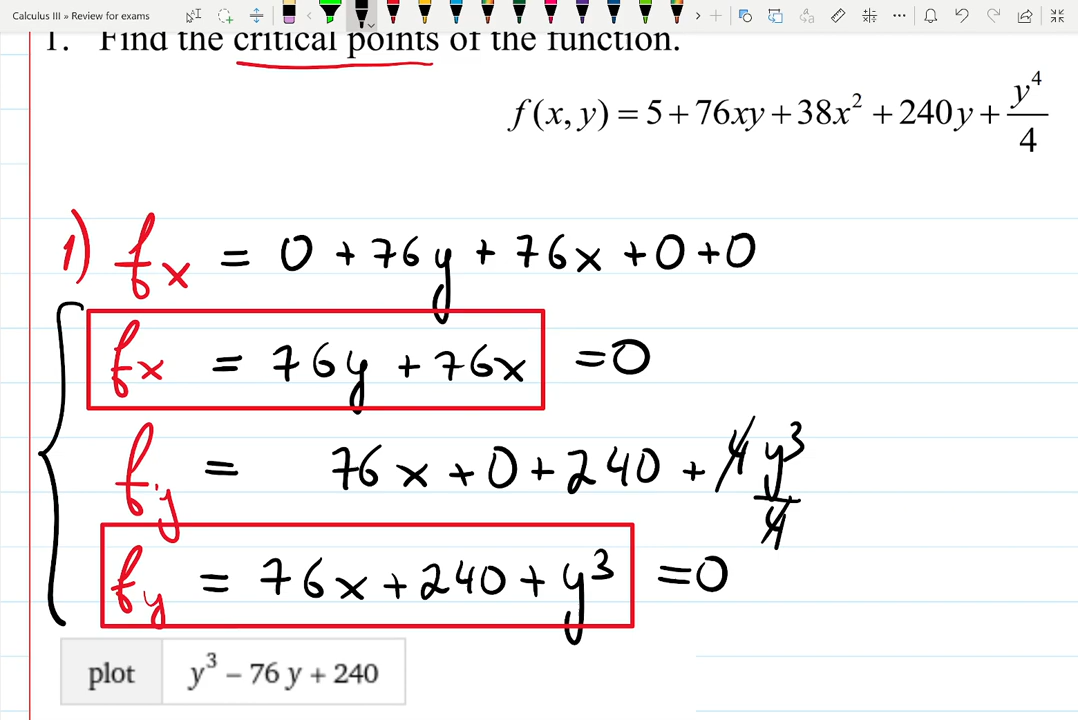 Calculus III » Review for exams
1. Find the critical points of the function.
f(x, y) = 5 + 76xy + 38x² + 240y + y⁴/4
1) fx = 0 + 76y + 76x + 0 + 0
fx = 76y + 76x = 0
fy = 76x + 0 + 240 + 4y³/4
fy = 76x + 240 + y³ = 0
plot y³ – 76 y + 240